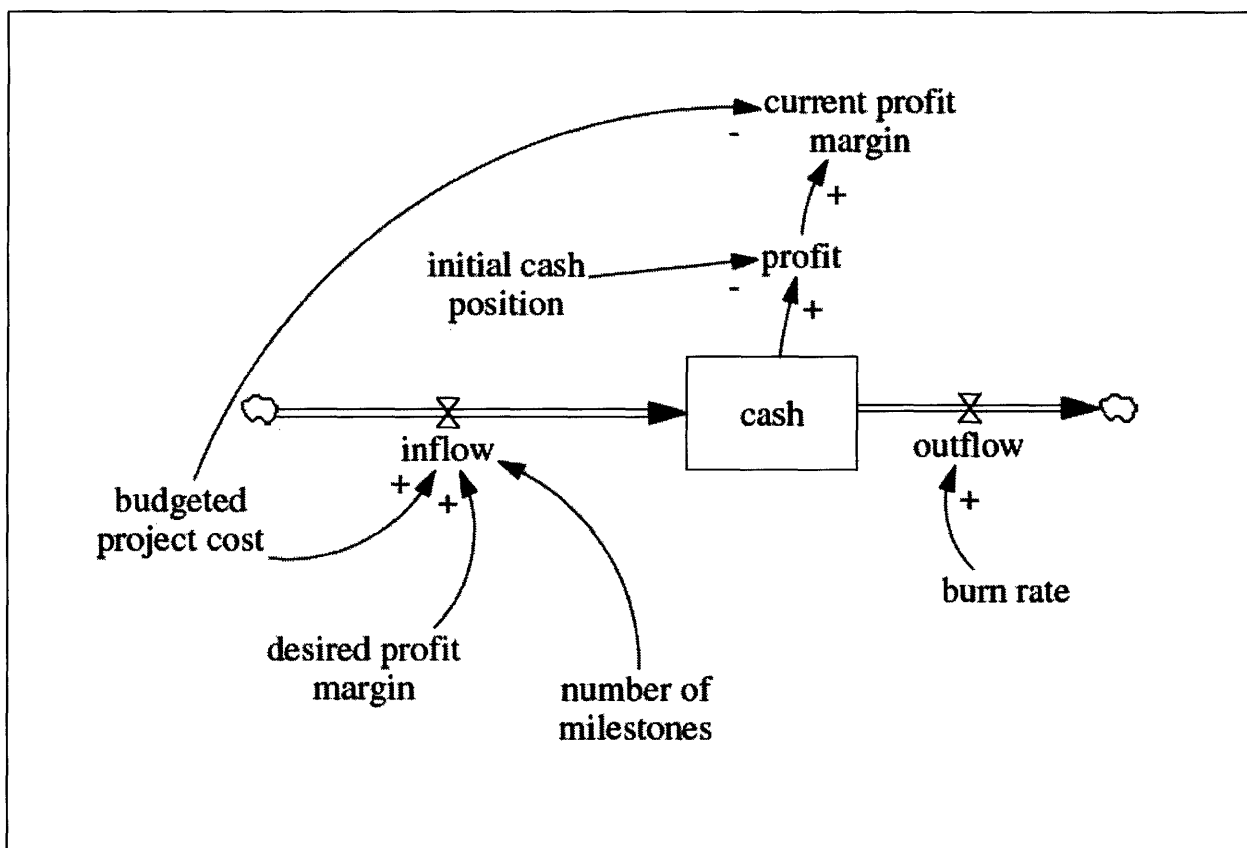 current profit
margin
-
+
initial cash
position
profit
-
+
cash
inflow
outflow
+
+
+
budgeted
project cost
burn rate
desired profit
margin
number of
milestones